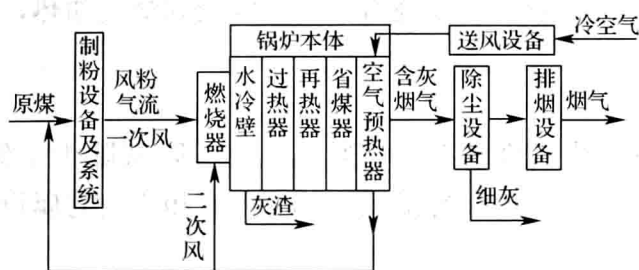 冷空气
锅炉本体
送风设备
原煤
制粉设备及系统
风粉
气流
一次风
燃烧器
水冷壁
过热器
再热器
省煤器
空气预热器
含灰
烟气
除尘设备
排烟设备
烟气
灰渣
细灰
二次风